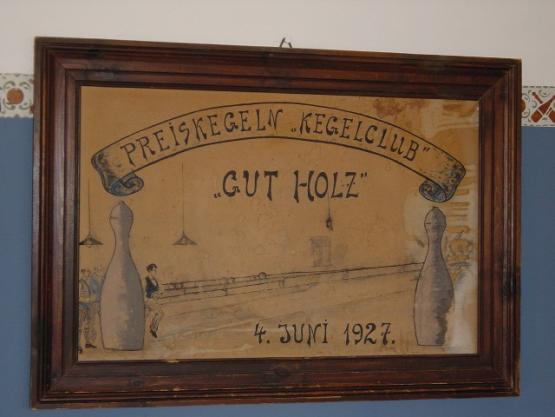 PREISKEGELN „KEGELCLUB"
„GUT HOLZ"
4. JUNI 1927.